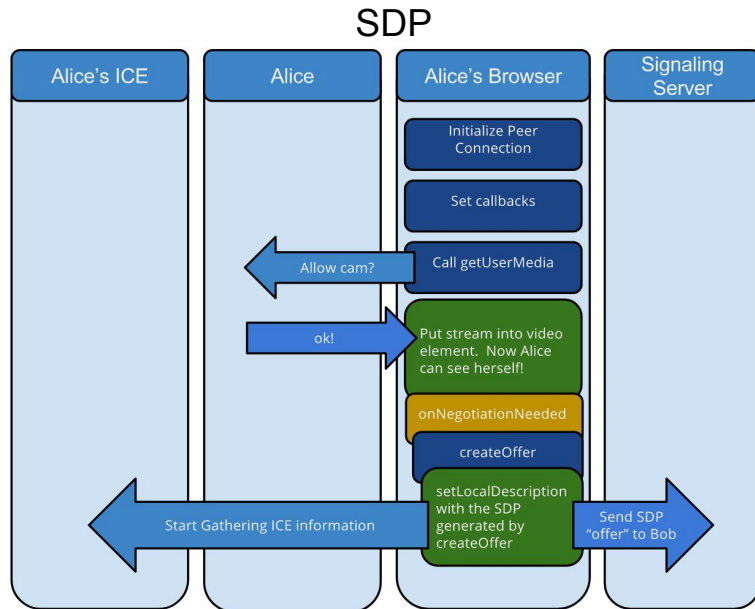 SDP
Alice's ICE
Alice
Alice's Browser
Signaling
Server
Initialize Peer
Connection
Set callbacks
Allow cam?
Call getUserMedia
ok!
Put stream into video
element. Now Alice
can see herself!
onNegotiationNeeded
createOffer
Start Gathering ICE information
setLocalDescription
with the SDP
generated by
createOffer
Send SDP
“offer” to Bob